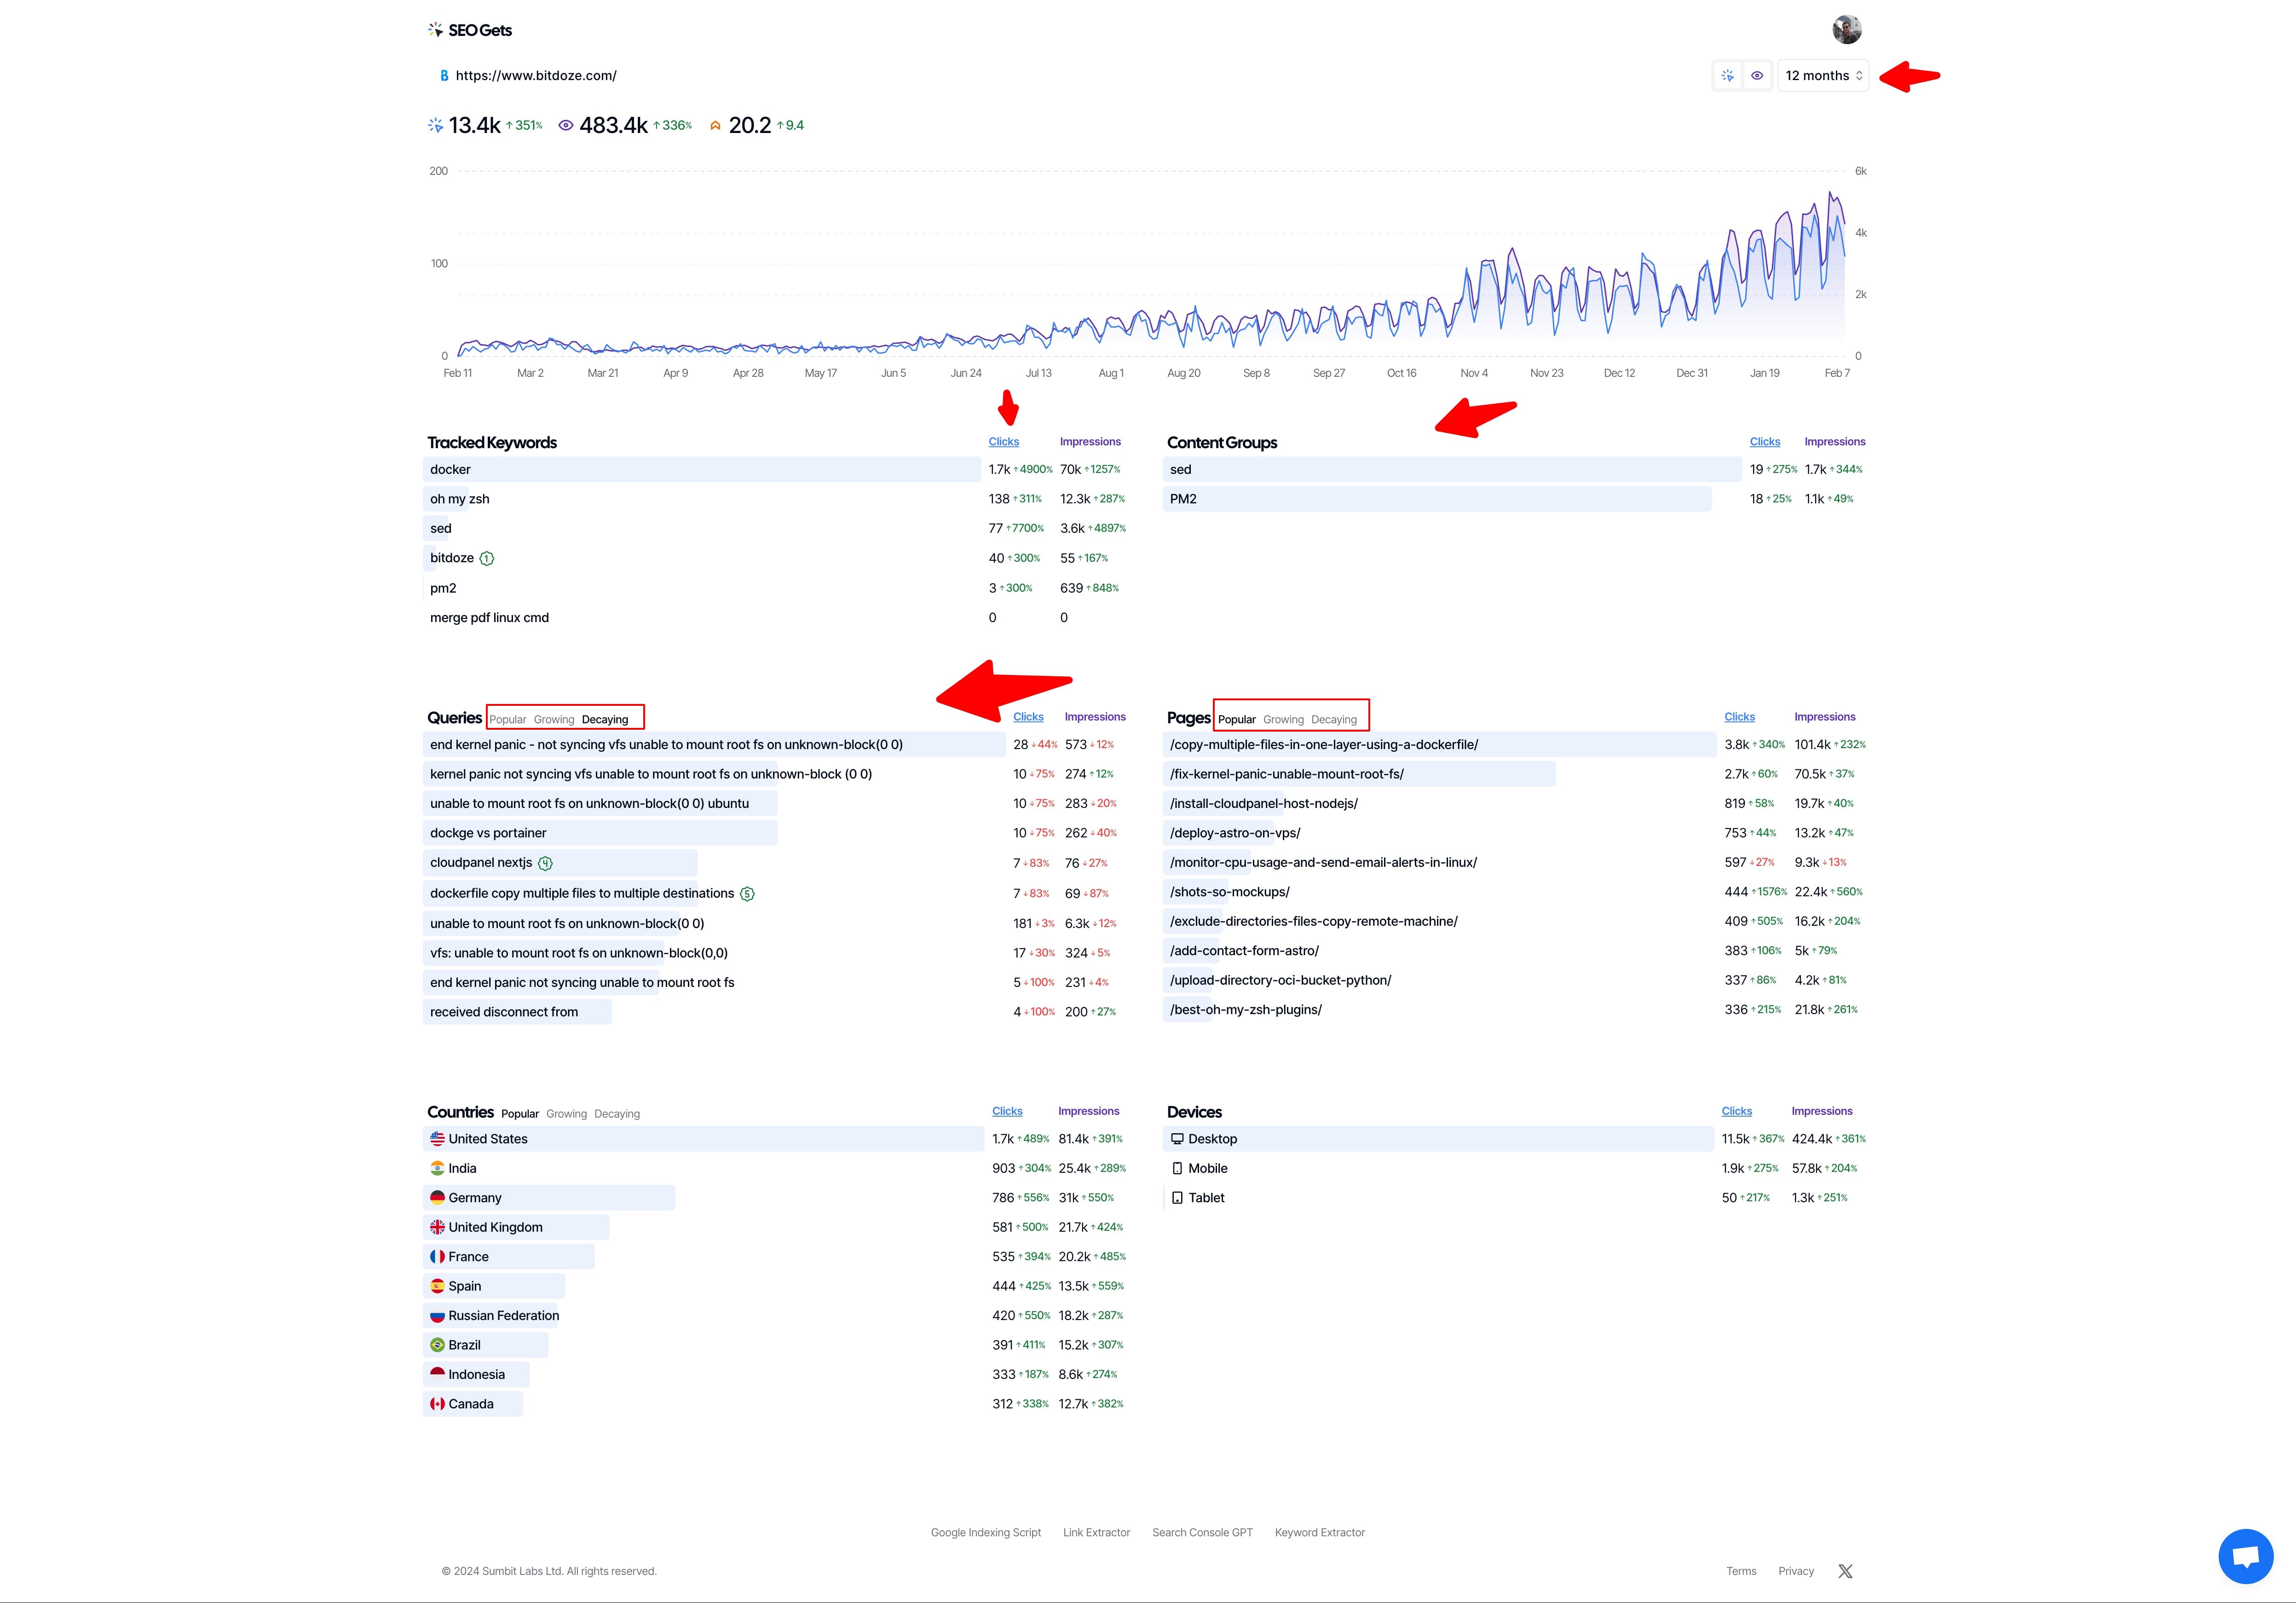 SEO Gets
https://www.bitdoze.com/
12 months
13.4k ↑351% 483.4k ↑336% 20.2 ↑9.4
200 6k
4k
100
2k
0 0
Feb 11 Mar 2 Mar 21 Apr 9 Apr 28 May 17 Jun 5 Jun 24 Jul 13 Aug 1 Aug 20 Sep 8 Sep 27 Oct 16 Nov 4 Nov 23 Dec 12 Dec 31 Jan 19 Feb 7
Tracked Keywords Clicks Impressions
docker 1.7k ↑4900% 70k ↑1257%
oh my zsh 138 ↑311% 12.3k ↑287%
sed 77 ↑7700% 3.6k ↑4897%
bitdoze 1 40 ↑300% 55 ↑167%
pm2 3 ↑300% 639 ↑848%
merge pdf linux cmd 0 0
Content Groups Clicks Impressions
sed 19 ↑275% 1.7k ↑344%
PM2 18 ↑25% 1.1k ↑49%
Queries Popular Growing Decaying Clicks Impressions
end kernel panic - not syncing vfs unable to mount root fs on unknown-block(0 0) 28 ↓44% 573 ↓12%
kernel panic not syncing vfs unable to mount root fs on unknown-block (0 0) 10 ↓75% 274 ↑12%
unable to mount root fs on unknown-block(0 0) ubuntu 10 ↓75% 283 ↓20%
dockge vs portainer 10 ↓75% 262 ↓40%
cloudpanel nextjs 4 7 ↓83% 76 ↓27%
dockerfile copy multiple files to multiple destinations 5 7 ↓83% 69 ↓87%
unable to mount root fs on unknown-block(0 0) 181 ↓3% 6.3k ↓12%
vfs: unable to mount root fs on unknown-block(0,0) 17 ↓30% 324 ↓5%
end kernel panic not syncing unable to mount root fs 5 ↓100% 231 ↓4%
received disconnect from 4 ↓100% 200 ↑27%
Pages Popular Growing Decaying Clicks Impressions
/copy-multiple-files-in-one-layer-using-a-dockerfile/ 3.8k ↑340% 101.4k ↑232%
/fix-kernel-panic-unable-mount-root-fs/ 2.7k ↑60% 70.5k ↑37%
/install-cloudpanel-host-nodejs/ 819 ↑58% 19.7k ↑40%
/deploy-astro-on-vps/ 753 ↑44% 13.2k ↑47%
/monitor-cpu-usage-and-send-email-alerts-in-linux/ 597 ↓27% 9.3k ↓13%
/shots-so-mockups/ 444 ↑1576% 22.4k ↑560%
/exclude-directories-files-copy-remote-machine/ 409 ↑505% 16.2k ↑204%
/add-contact-form-astro/ 383 ↑106% 5k ↑79%
/upload-directory-oci-bucket-python/ 337 ↑86% 4.2k ↑81%
/best-oh-my-zsh-plugins/ 336 ↑215% 21.8k ↑261%
Countries Popular Growing Decaying Clicks Impressions
United States 1.7k ↑489% 81.4k ↑391%
India 903 ↑304% 25.4k ↑289%
Germany 786 ↑556% 31k ↑550%
United Kingdom 581 ↑500% 21.7k ↑424%
France 535 ↑394% 20.2k ↑485%
Spain 444 ↑425% 13.5k ↑559%
Russian Federation 420 ↑550% 18.2k ↑287%
Brazil 391 ↑411% 15.2k ↑307%
Indonesia 333 ↑187% 8.6k ↑274%
Canada 312 ↑338% 12.7k ↑382%
Devices Clicks Impressions
Desktop 11.5k ↑367% 424.4k ↑361%
Mobile 1.9k ↑275% 57.8k ↑204%
Tablet 50 ↑217% 1.3k ↑251%
Google Indexing Script Link Extractor Search Console GPT Keyword Extractor
© 2024 Sumbit Labs Ltd. All rights reserved. Terms Privacy